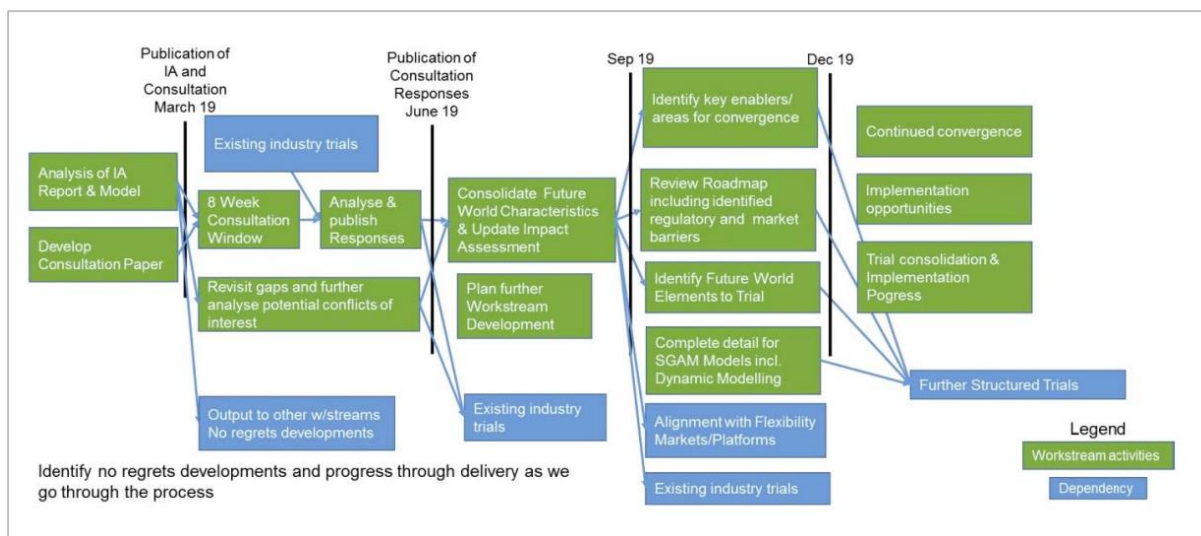 Publication of
IA and
Consultation
March 19
Publication of
Consultation
Responses
June 19
Sep 19
Dec 19
Existing industry trials
Analysis of IA
Report & Model
Develop
Consultation Paper
8 Week
Consultation
Window
Analyse &
publish
Responses
Revisit gaps and further
analyse potential conflicts of
interest
Output to other w/streams
No regrets developments
Consolidate Future
World Characteristics
& Update Impact
Assessment
Plan further
Workstream
Development
Existing industry
trials
Identify key enablers/
areas for convergence
Review Roadmap
including identified
regulatory and market
barriers
Identify Future World
Elements to Trial
Complete detail for
SGAM Models incl.
Dynamic Modelling
Alignment with Flexibility
Markets/Platforms
Existing industry trials
Continued convergence
Implementation
opportunities
Trial consolidation &
Implementation
Pogress
Further Structured Trials
Legend
Workstream activities
Dependency
Identify no regrets developments and progress through delivery as we
go through the process